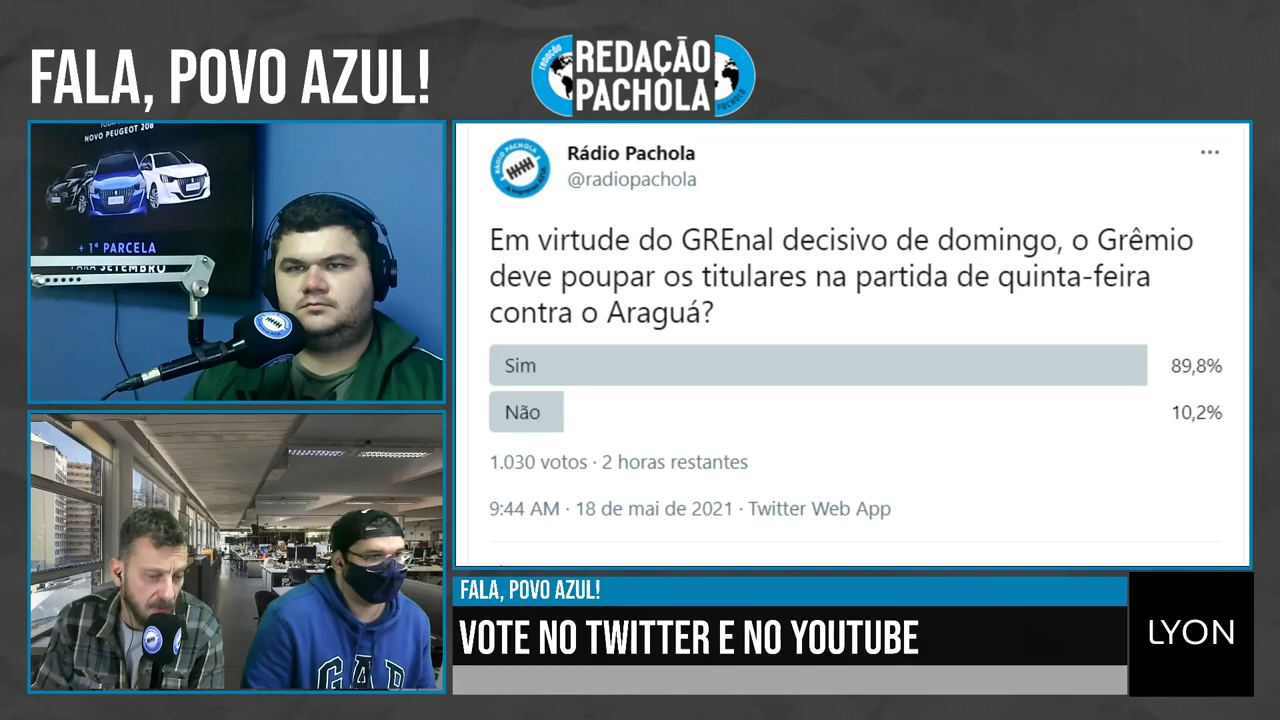 FALA, POVO AZUL!
REDAÇÃO
PACHOLA
NOVO PEUGEOT 208
+ 1ª PARCELA
PARA SETEMBRO
Rádio Pachola
@radiopachola
Em virtude do GREnal decisivo de domingo, o Grêmio
deve poupar os titulares na partida de quinta-feira
contra o Araguá?
Sim 89,8%
Não 10,2%
1.030 votos · 2 horas restantes
9:44 AM · 18 de mai de 2021 · Twitter Web App
GAP
FALA, POVO AZUL!
VOTE NO TWITTER E NO YOUTUBE
LYON